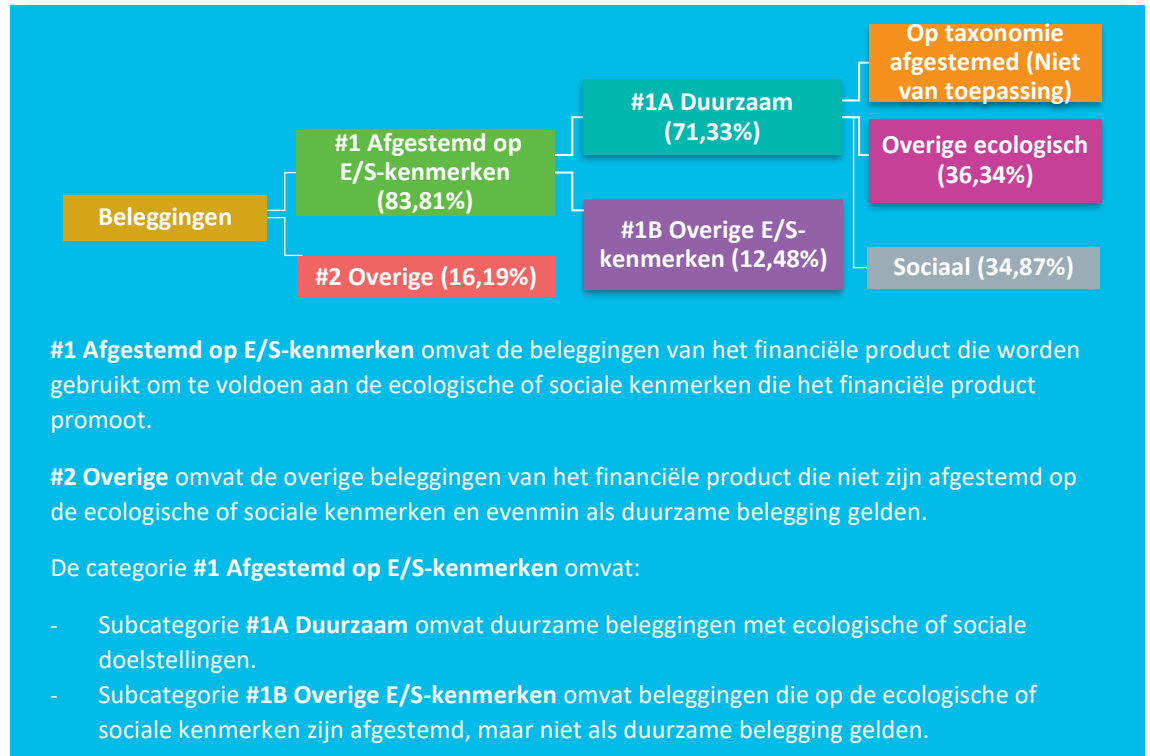 Beleggingen
#1 Afgestemd op
E/S-kenmerken
(83,81%)
#2 Overige (16,19%)
#1A Duurzaam
(71,33%)
#1B Overige E/S-
kenmerken (12,48%)
Op taxonomie
afgestemed (Niet
van toepassing)
Overige ecologisch
(36,34%)
Sociaal (34,87%)
#1 Afgestemd op E/S-kenmerken omvat de beleggingen van het financiële product die worden
gebruikt om te voldoen aan de ecologische of sociale kenmerken die het financiële product
promoot.
#2 Overige omvat de overige beleggingen van het financiële product die niet zijn afgestemd op
de ecologische of sociale kenmerken en evenmin als duurzame belegging gelden.
De categorie #1 Afgestemd op E/S-kenmerken omvat:
- Subcategorie #1A Duurzaam omvat duurzame beleggingen met ecologische of sociale
doelstellingen.
- Subcategorie #1B Overige E/S-kenmerken omvat beleggingen die op de ecologische of
sociale kenmerken zijn afgestemd, maar niet als duurzame belegging gelden.